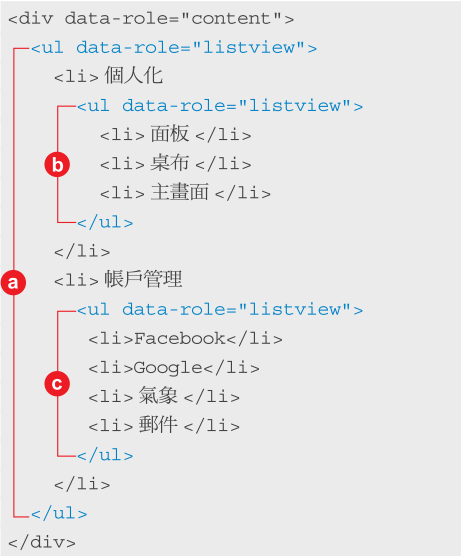 <div data-role="content">
<ul data-role="listview">
<li> 個人化
<ul data-role="listview">
<li> 面板 </li>
b <li> 桌布 </li>
<li> 主畫面 </li>
</ul>
</li>
a <li> 帳戶管理
<ul data-role="listview">
<li>Facebook</li>
<li>Google</li>
c <li> 氣象 </li>
<li> 郵件 </li>
</ul>
</li>
</ul>
</div>